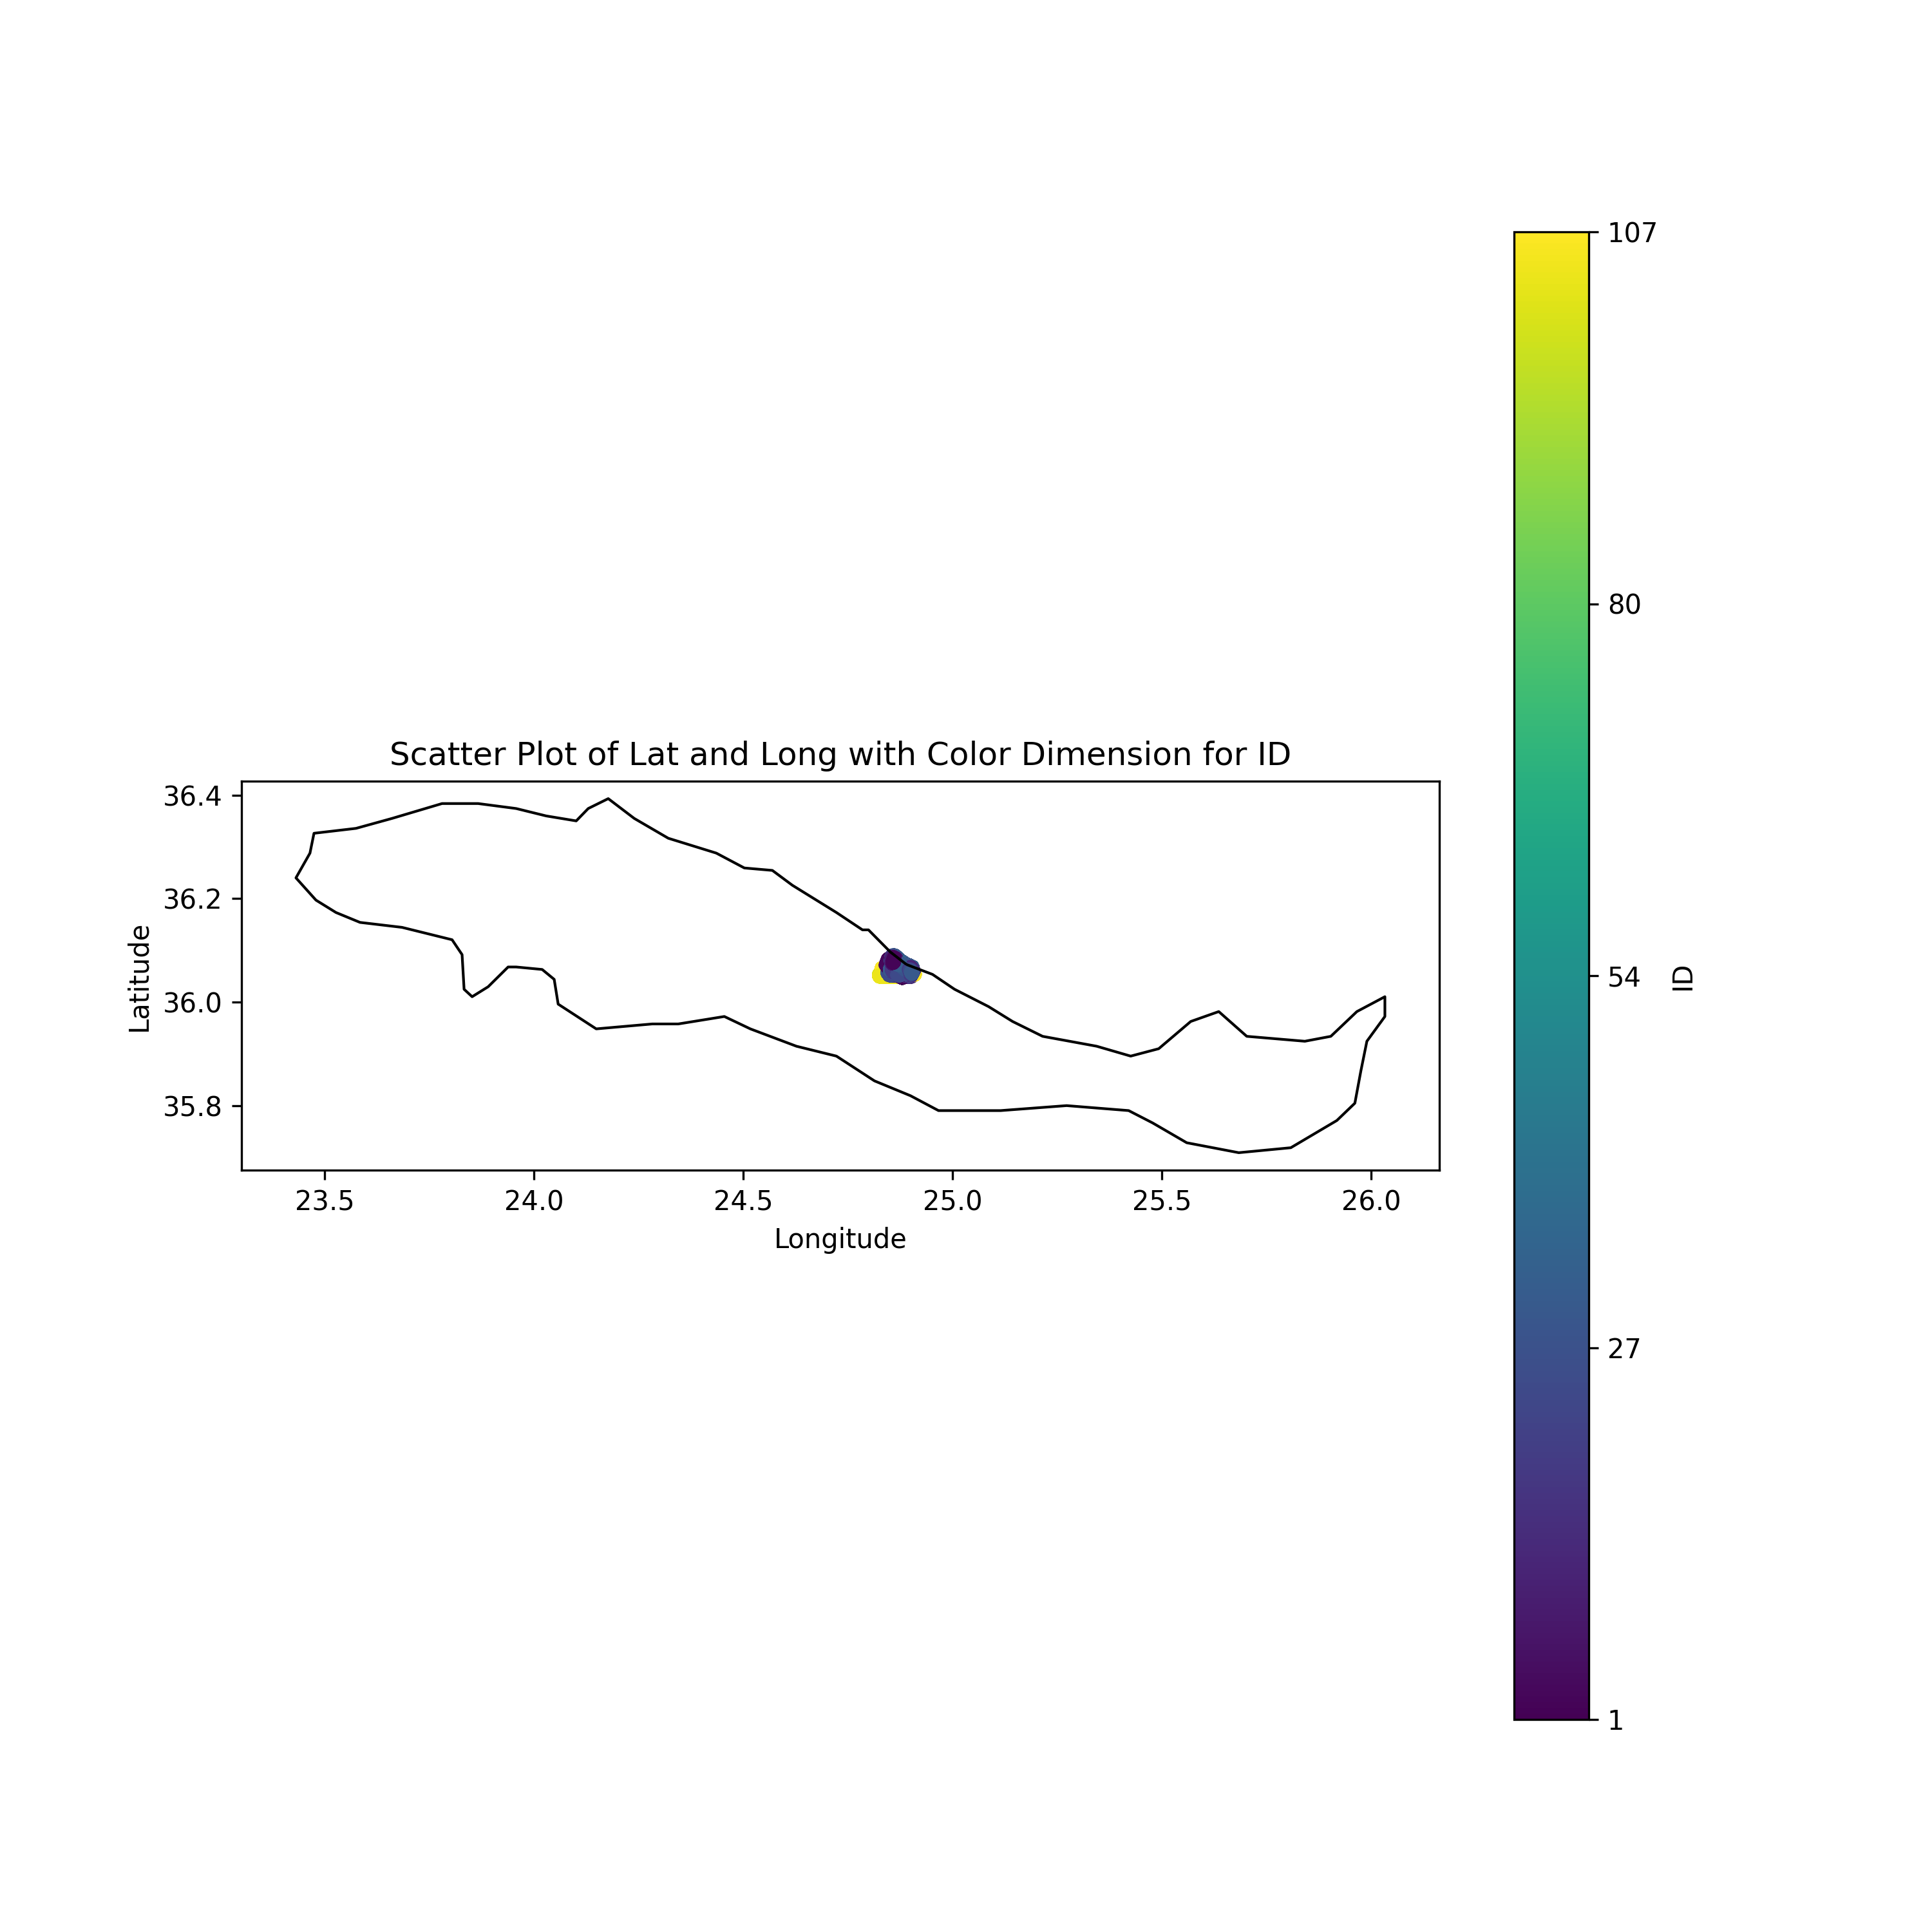 Scatter Plot of Lat and Long with Color Dimension for ID
36.4
36.2
36.0
35.8
Latitude
23.5 24.0 24.5 25.0 25.5 26.0
Longitude
107
80
54
27
1
ID